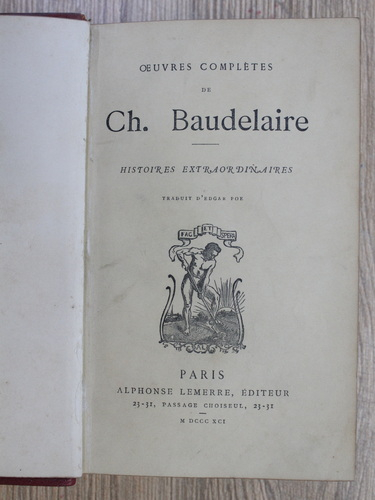 ŒUVRES COMPLÈTES
DE
Ch. Baudelaire
HISTOIRES EXTRAORDINAIRES
TRADUIT D'EDGAR POE
FAC ET SPERA
PARIS
ALPHONSE LEMERRE, ÉDITEUR
23-31, PASSAGE CHOISEUL, 23-31
M DCCC XCI